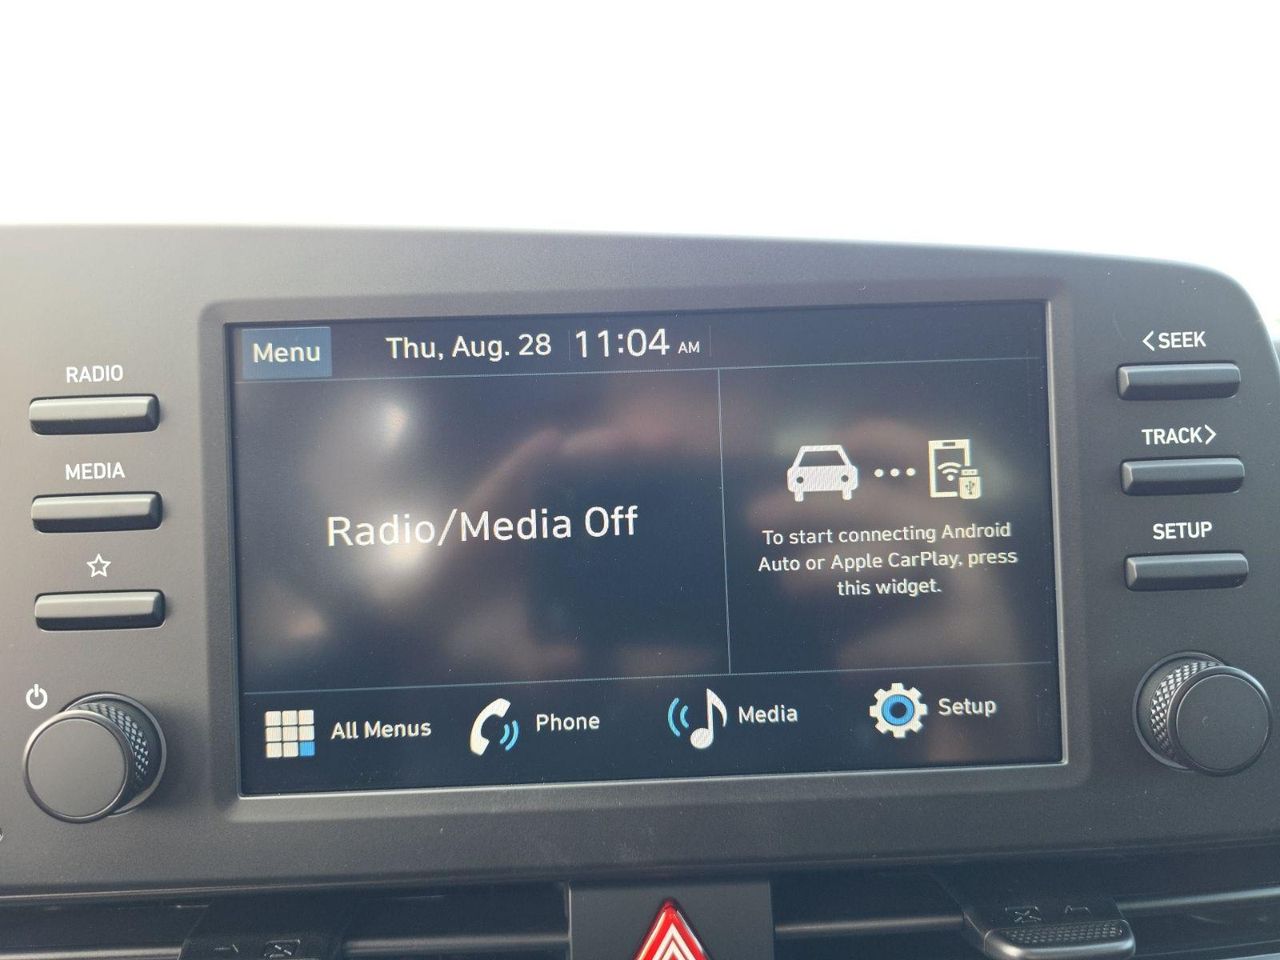 Menu
Thu, Aug. 28
11:04 AM
RADIO
MEDIA
<SEEK
TRACK>
SETUP
Radio/Media Off
To start connecting Android
Auto or Apple CarPlay, press
this widget.
All Menus
Phone
Media
Setup